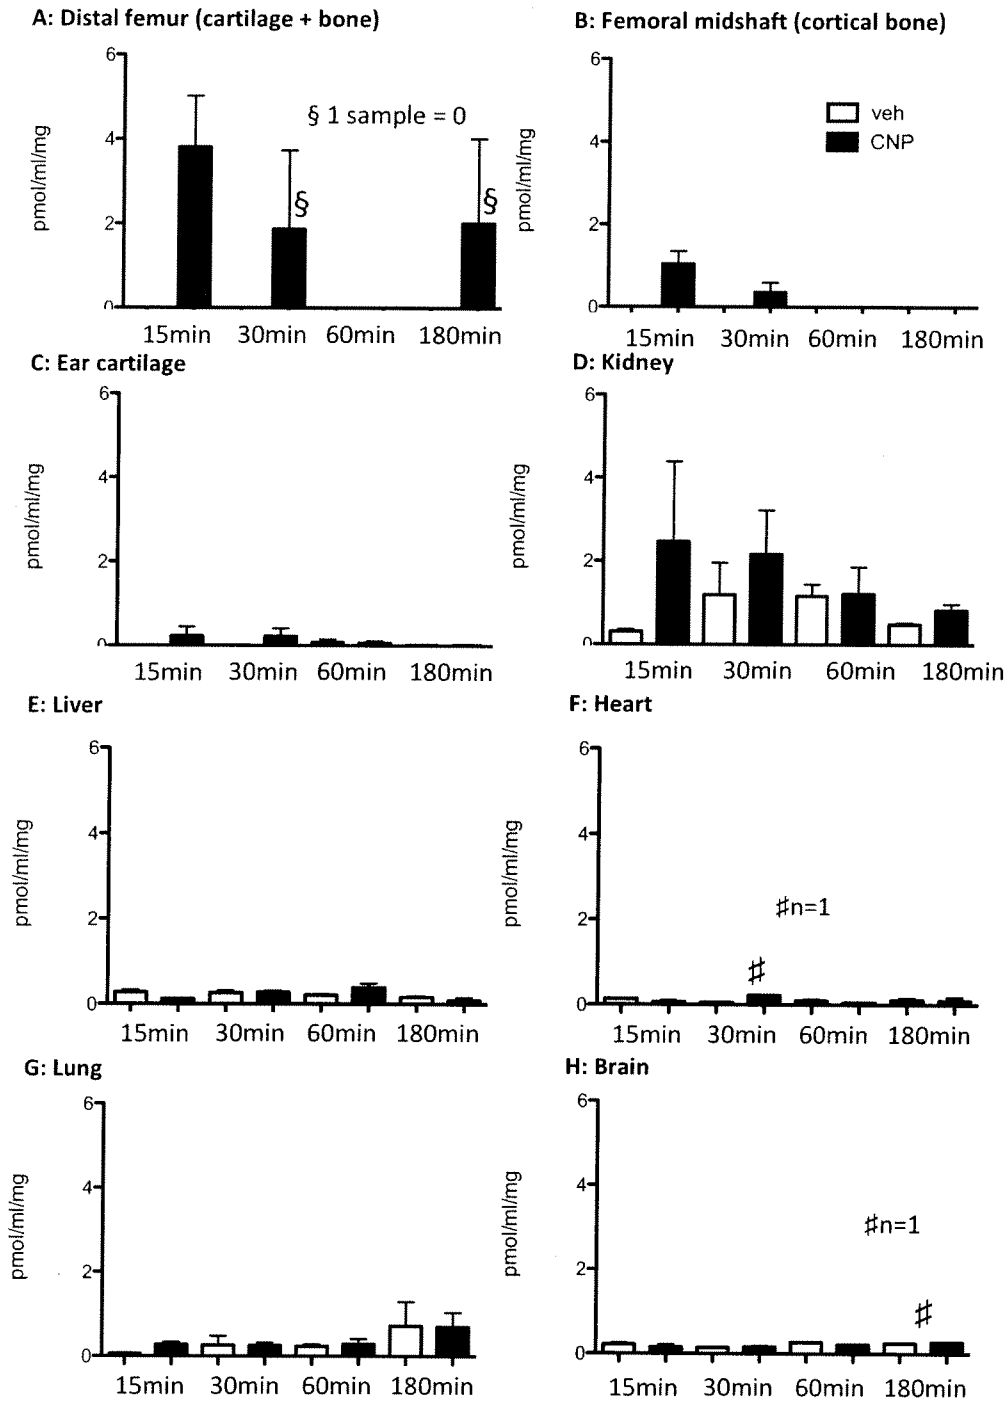 A: Distal femur (cartilage + bone)
6
4
2
0
pmol/ml/mg
§ 1 sample = 0
§
§
15min 30min 60min 180min
B: Femoral midshaft (cortical bone)
6
4
2
0
pmol/ml/mg
veh
CNP
15min 30min 60min 180min
C: Ear cartilage
6
4
2
0
pmol/ml/mg
15min 30min 60min 180min
D: Kidney
6
4
2
0
pmol/ml/mg
15min 30min 60min 180min
E: Liver
6
4
2
0
pmol/ml/mg
15min 30min 60min 180min
F: Heart
6
4
2
0
pmol/ml/mg
♯n=1
♯
15min 30min 60min 180min
G: Lung
6
4
2
0
pmol/ml/mg
15min 30min 60min 180min
H: Brain
6
4
2
0
pmol/ml/mg
♯n=1
♯
15min 30min 60min 180min